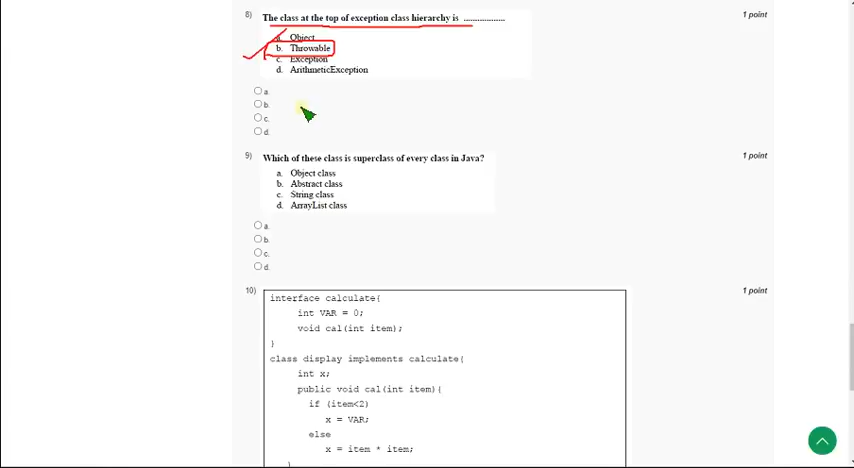 8) The class at the top of exception class hierarchy is .................. 1 point
a. Object
b. Throwable
c. Exception
d. ArithmeticException
a.
b.
c.
d.
9) Which of these class is superclass of every class in Java? 1 point
a. Object class
b. Abstract class
c. String class
d. ArrayList class
a.
b.
c.
d.
10) 1 point
interface calculate{
int VAR = 0;
void cal(int item);
}
class display implements calculate{
int x;
public void cal(int item){
if (item<2)
x = VAR;
else
x = item * item;
}